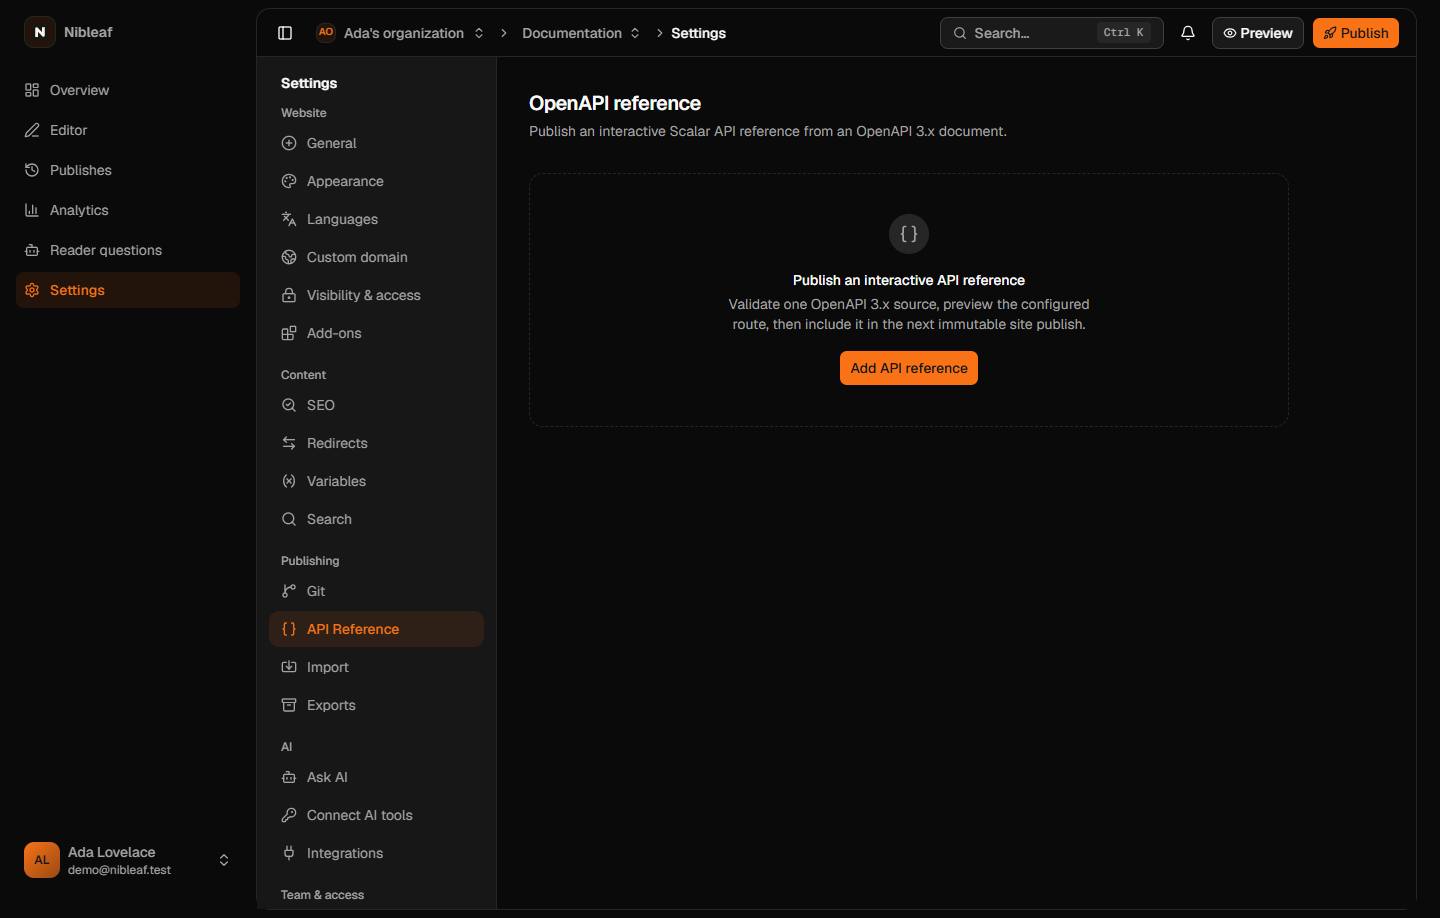 N Nibleaf
Overview
Editor
Publishes
Analytics
Reader questions
Settings
AL
Ada Lovelace
demo@nibleaf.test
AO Ada's organization
Documentation
Settings
Search...
Ctrl K
Preview
Publish
Settings
Website
General
Appearance
Languages
Custom domain
Visibility & access
Add-ons
Content
SEO
Redirects
Variables
Search
Publishing
Git
API Reference
Import
Exports
AI
Ask AI
Connect AI tools
Integrations
Team & access
OpenAPI reference
Publish an interactive Scalar API reference from an OpenAPI 3.x document.
Publish an interactive API reference
Validate one OpenAPI 3.x source, preview the configured
route, then include it in the next immutable site publish.
Add API reference